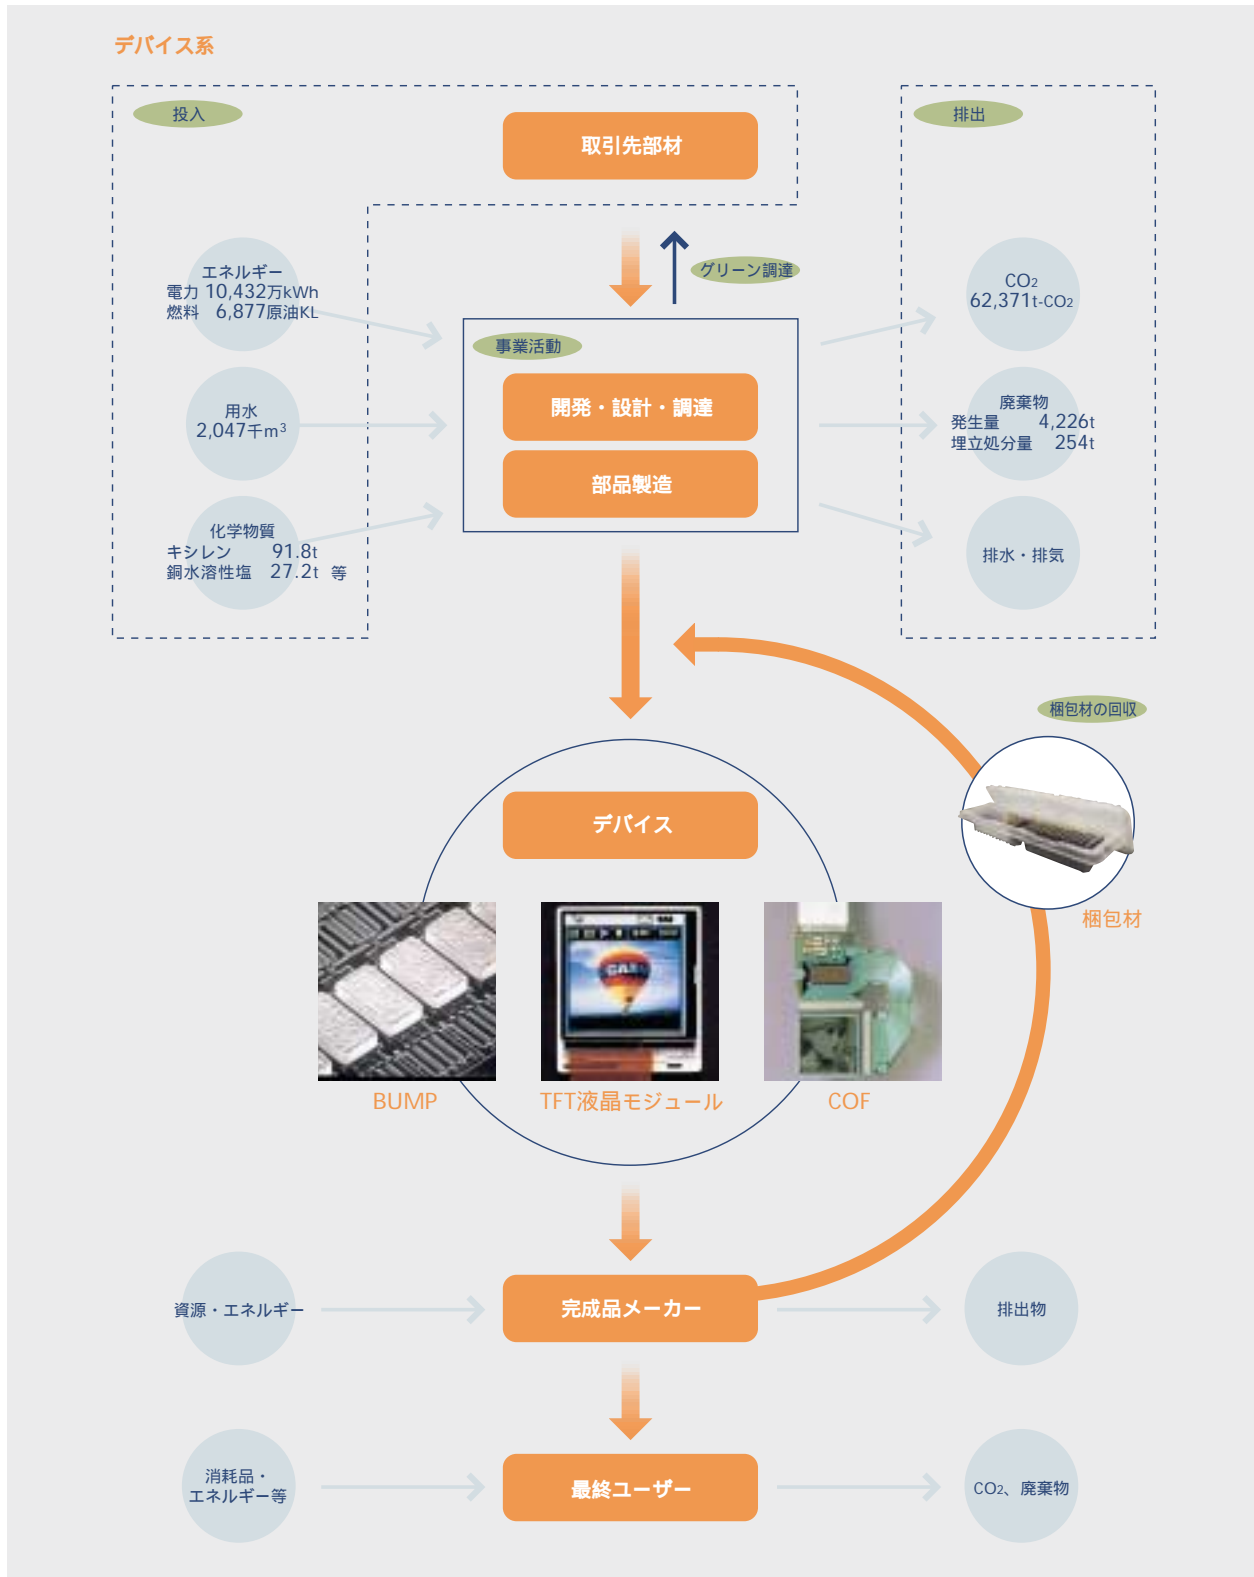 デバイス系
投入
排出
取引先部材
グリーン調達
エネルギー
電力 10,432万kWh
燃料 6,877原油KL
CO2
62,371t-CO2
事業活動
開発・設計・調達
部品製造
用水
2,047千m³
廃棄物
発生量 4,226t
埋立処分量 254t
化学物質
キシレン 91.8t
銅水溶性塩 27.2t 等
排水・排気
梱包材の回収
梱包材
デバイス
BUMP
TFT液晶モジュール
COF
資源・エネルギー
完成品メーカー
排出物
消耗品・
エネルギー等
最終ユーザー
CO2、廃棄物